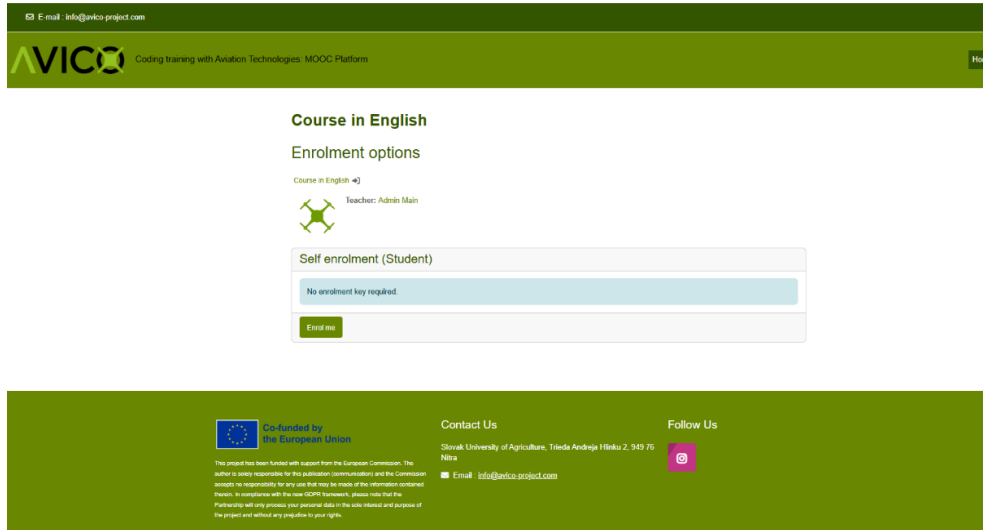 E-mail : info@avico-project.com
AVICO
Coding training with Aviation Technologies: MOOC Platform
Course in English
Enrolment options
Course in English
Teacher: Admin Main
Self enrolment (Student)
No enrolment key required.
Enrol me
Co-funded by
the European Union
This project has been funded with support from the European Commission. The
author is solely responsible for this publication (communication) and the Commission
accepts no responsibility for any use that may be made of the information contained
therein. In compliance with the new GDPR framework, please note that the
Partnership will only process your personal data in the sole interest and purpose of
the project and without any prejudice to your rights.
Contact Us
Slovak University of Agriculture, Trieda Andreja Hlinku 2, 949 76
Nitra
Email : info@avico-project.com
Follow Us